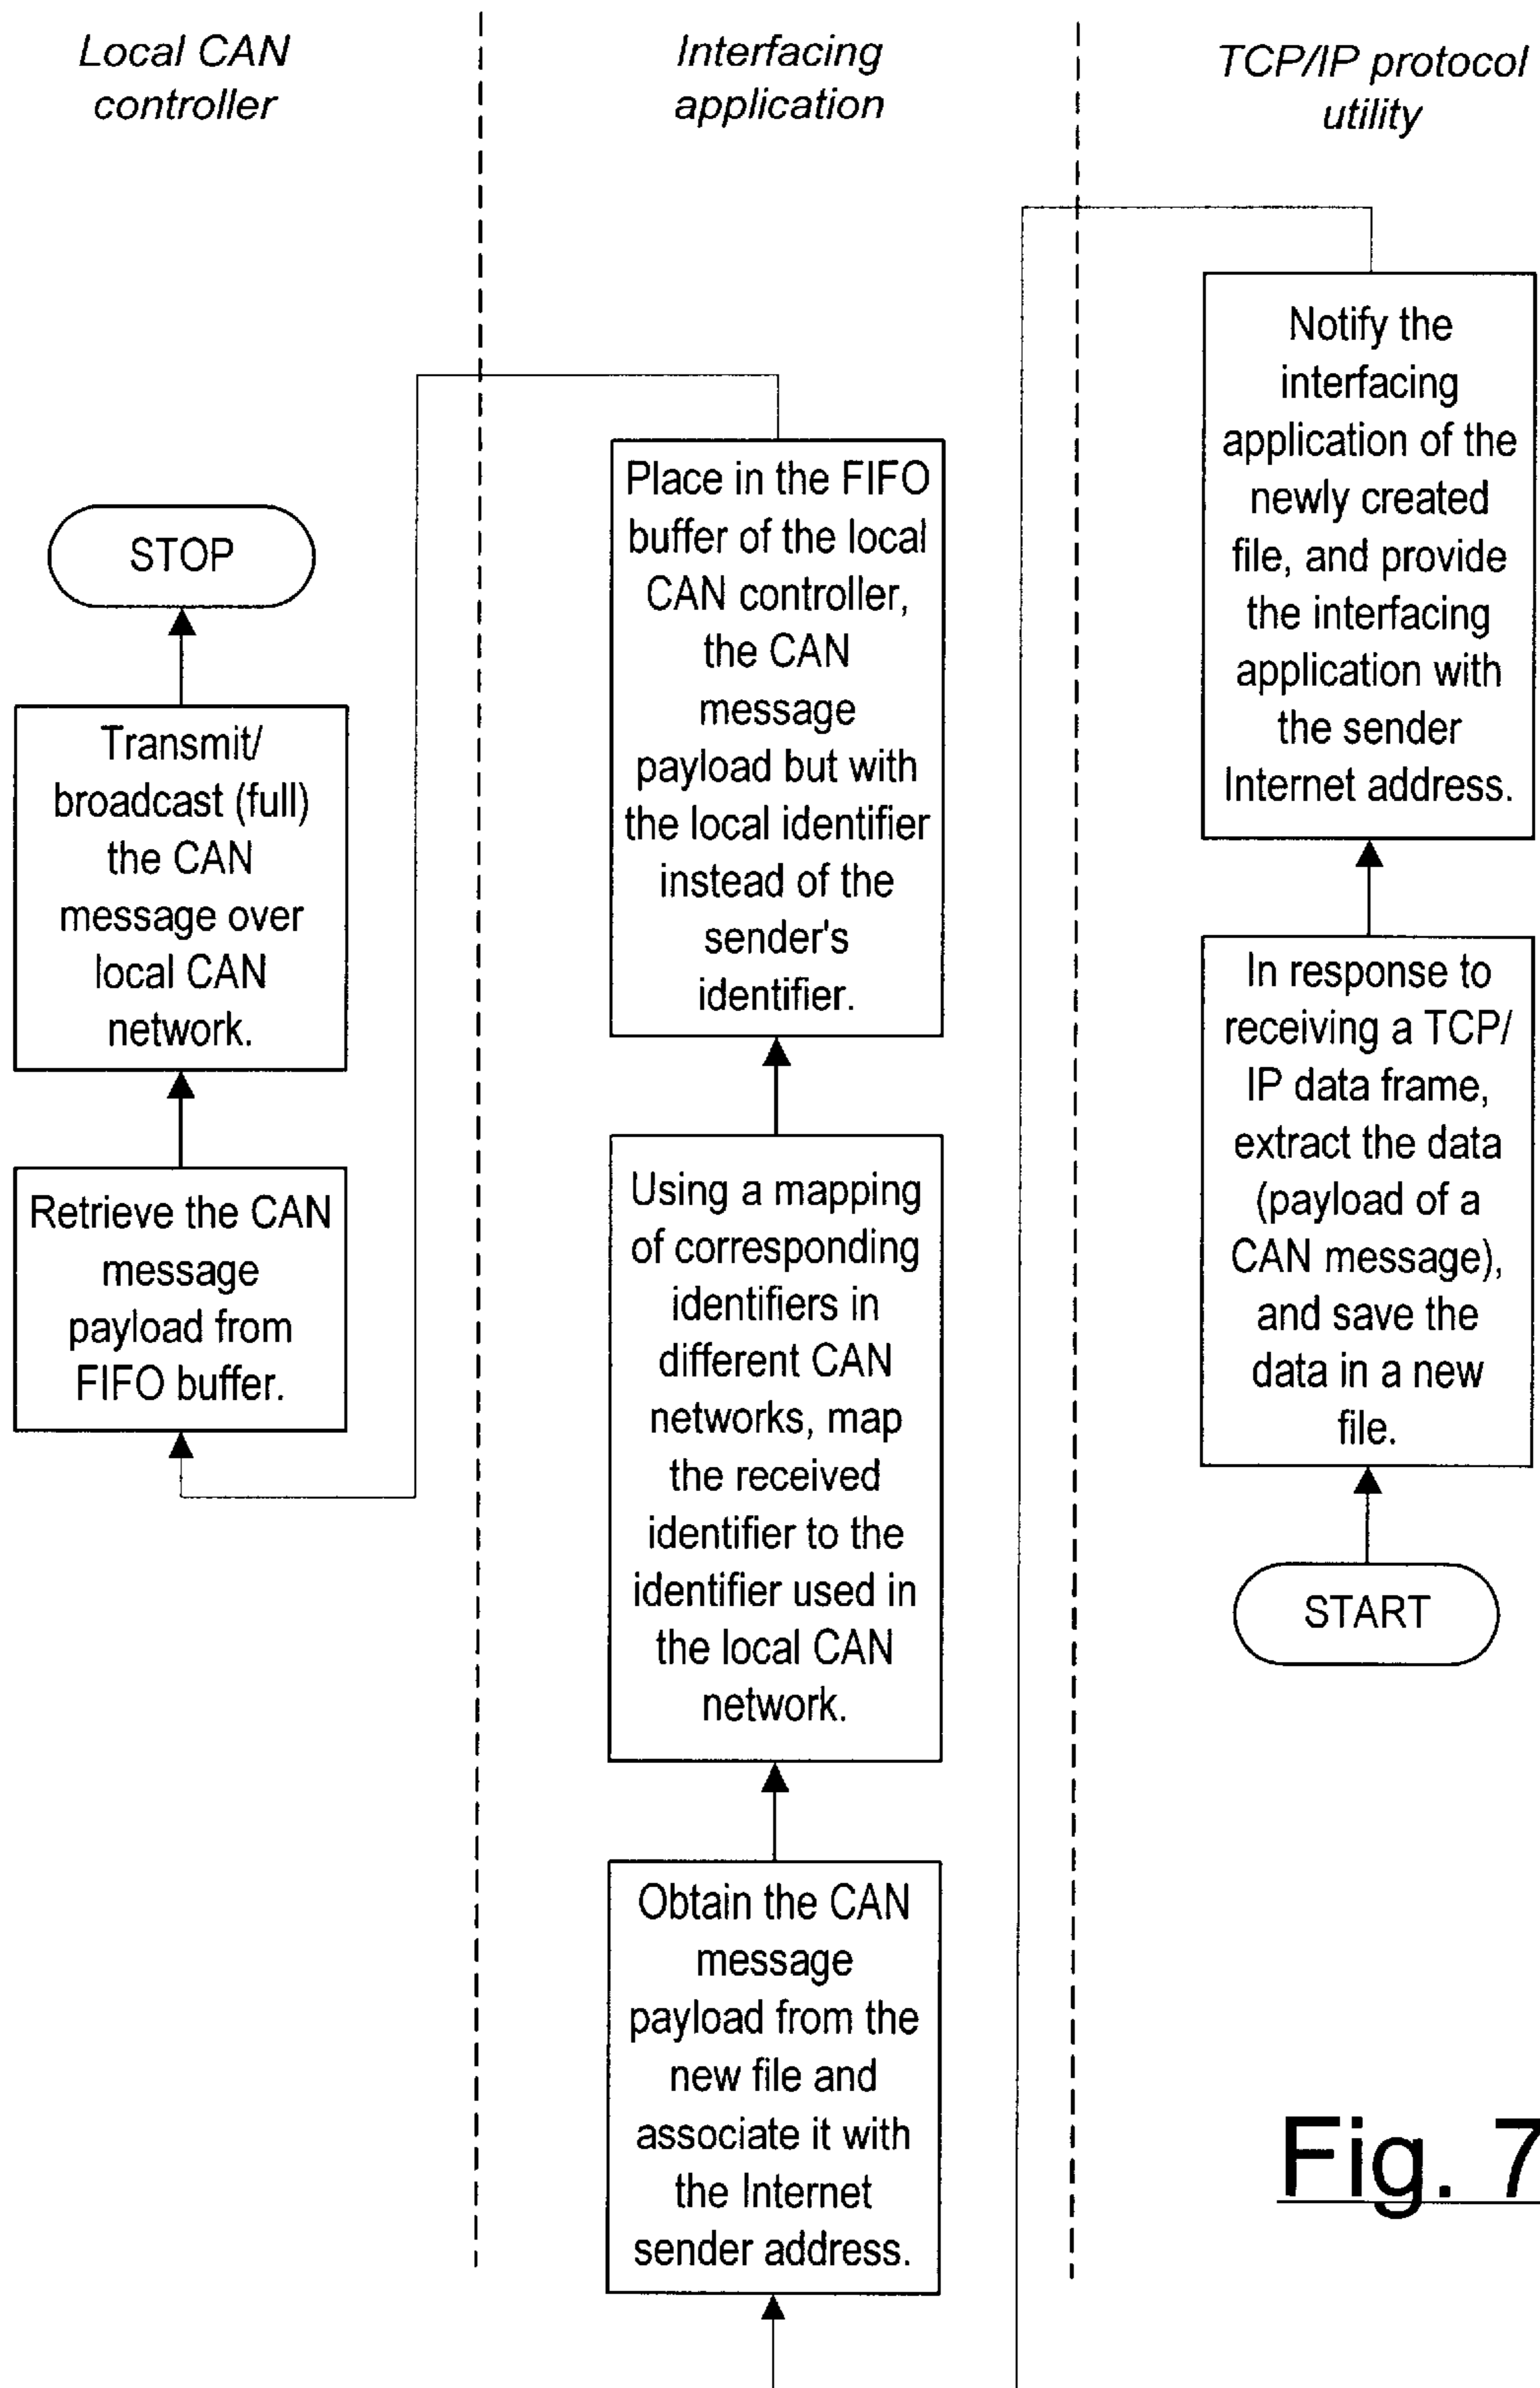 Local CAN
controller
Interfacing
application
TCP/IP protocol
utility
STOP
Transmit/
broadcast (full)
the CAN
message over
local CAN
network.
Retrieve the CAN
message
payload from
FIFO buffer.
Place in the FIFO
buffer of the local
CAN controller,
the CAN
message
payload but with
the local identifier
instead of the
sender's
identifier.
Using a mapping
of corresponding
identifiers in
different CAN
networks, map
the received
identifier to the
identifier used in
the local CAN
network.
Obtain the CAN
message
payload from the
new file and
associate it with
the Internet
sender address.
Notify the
interfacing
application of the
newly created
file, and provide
the interfacing
application with
the sender
Internet address.
In response to
receiving a TCP/
IP data frame,
extract the data
(payload of a
CAN message),
and save the
data in a new
file.
START
Fig. 7